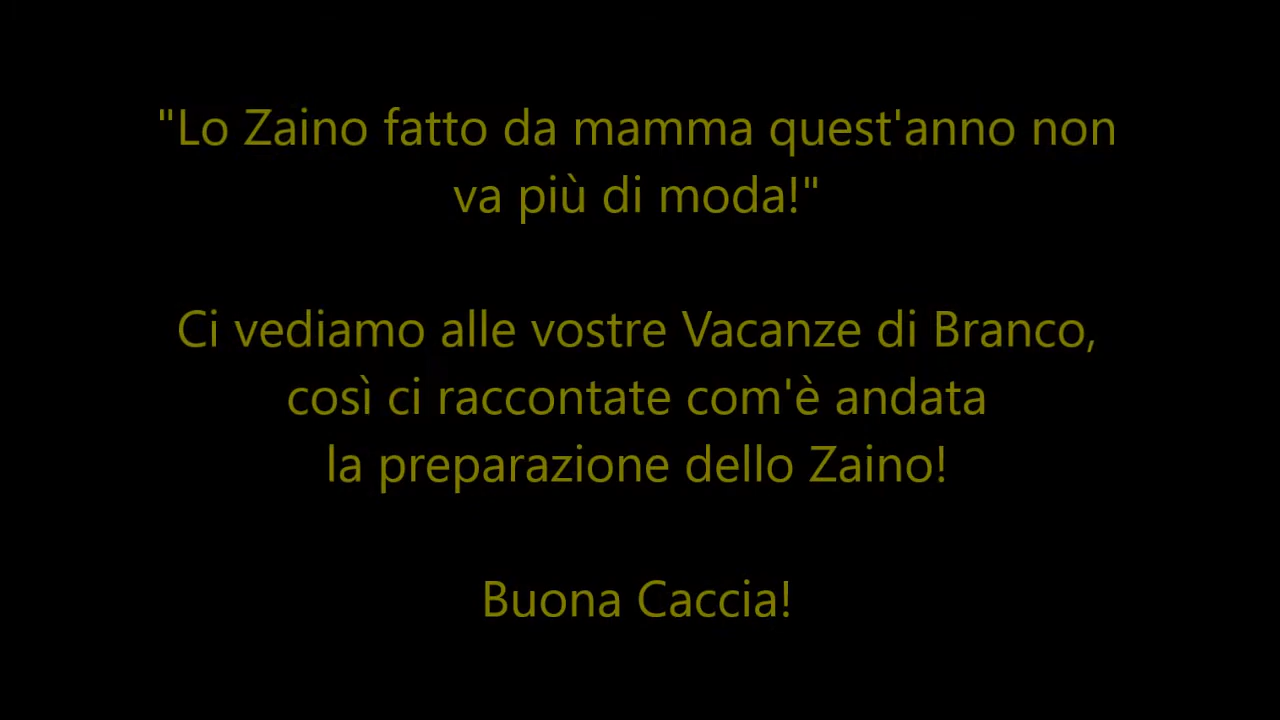 "Lo Zaino fatto da mamma quest'anno non
va più di moda!"
Ci vediamo alle vostre Vacanze di Branco,
così ci raccontate com'è andata
la preparazione dello Zaino!
Buona Caccia!